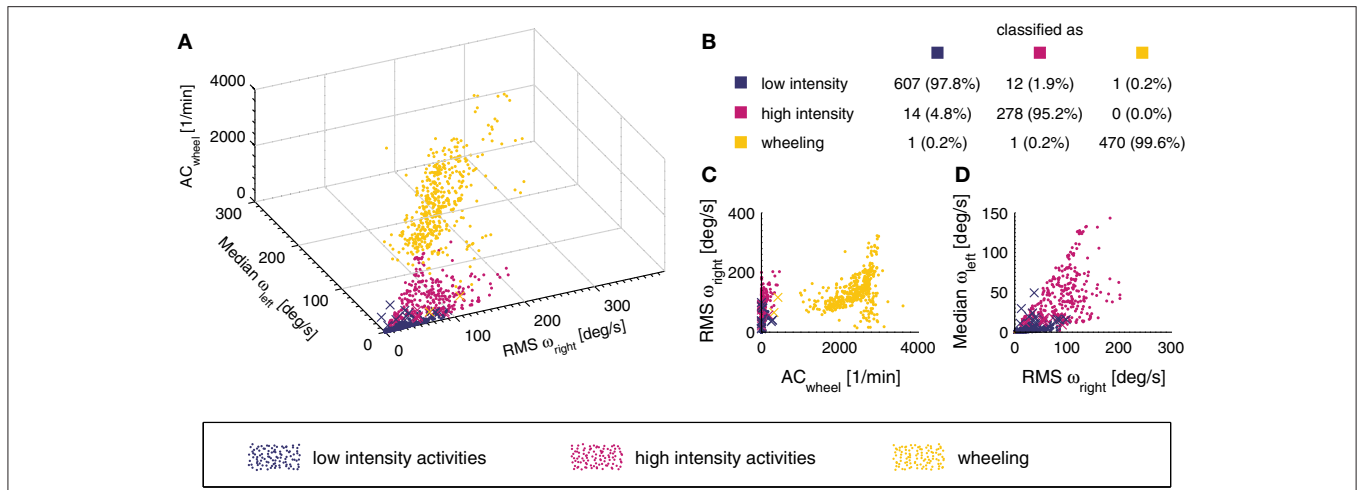 A
4000
2000
0
AC_wheel [1/min]
300
200
100
0
Median ω_left [deg/s]
0
100
200
300
RMS ω_right [deg/s]
B
classified as
low intensity 607 (97.8%) 12 (1.9%) 1 (0.2%)
high intensity 14 (4.8%) 278 (95.2%) 0 (0.0%)
wheeling 1 (0.2%) 1 (0.2%) 470 (99.6%)
C
400
200
0
RMS ω_right [deg/s]
0 2000 4000
AC_wheel [1/min]
D
150
100
50
0
Median ω_left [deg/s]
0 100 200 300
RMS ω_right [deg/s]
low intensity activities high intensity activities wheeling